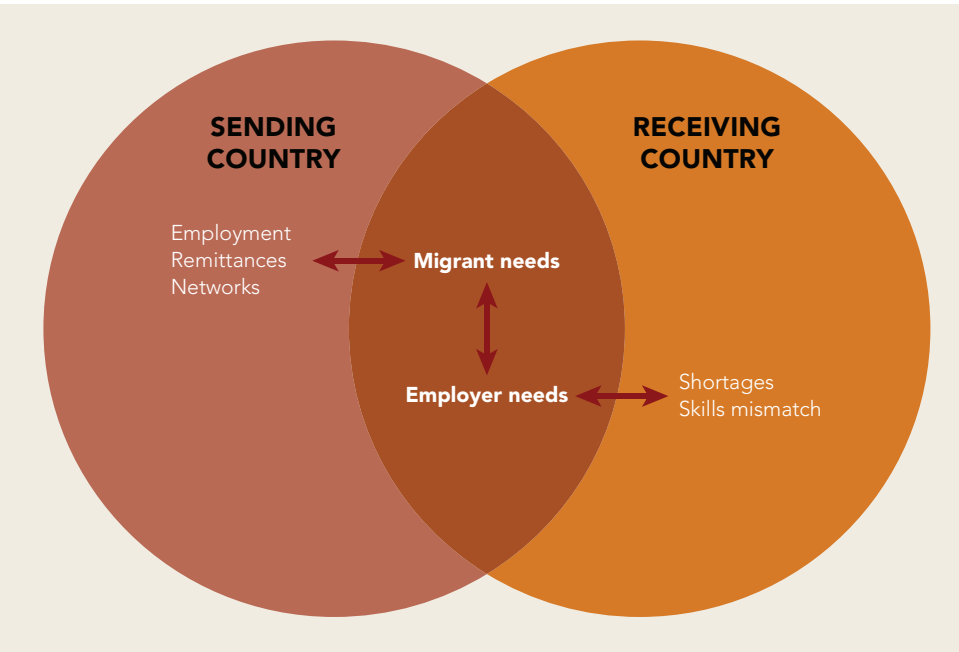 SENDING
COUNTRY
RECEIVING
COUNTRY
Employment
Remittances
Networks
Migrant needs
Employer needs
Shortages
Skills mismatch